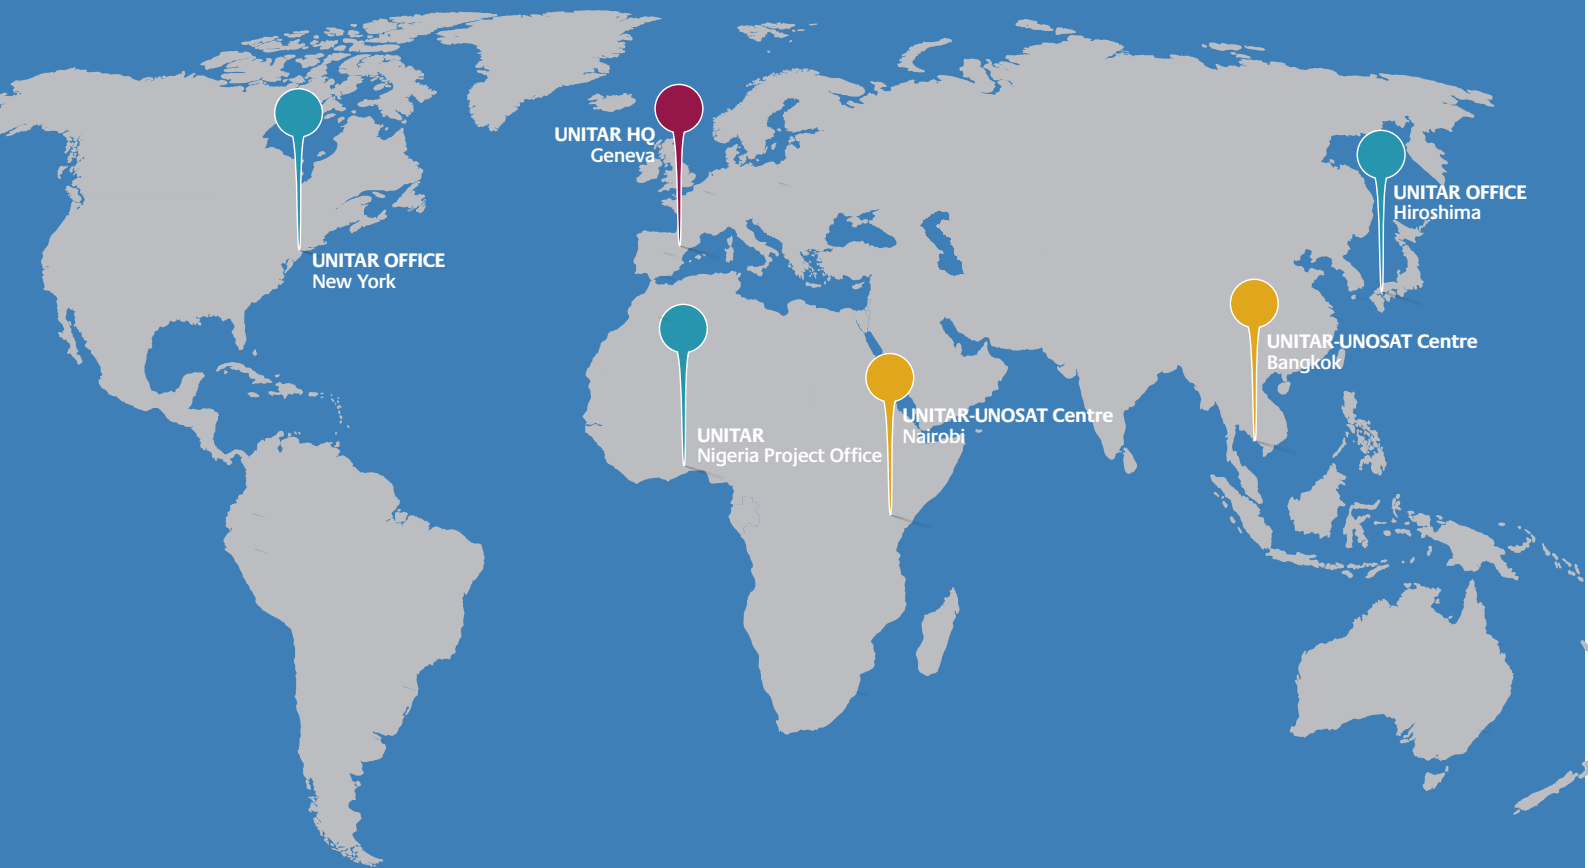 UNITAR HQ
Geneva
UNITAR OFFICE
Hiroshima
UNITAR OFFICE
New York
UNITAR-UNOSAT Centre
Bangkok
UNITAR-UNOSAT Centre
Nairobi
UNITAR
Nigeria Project Office